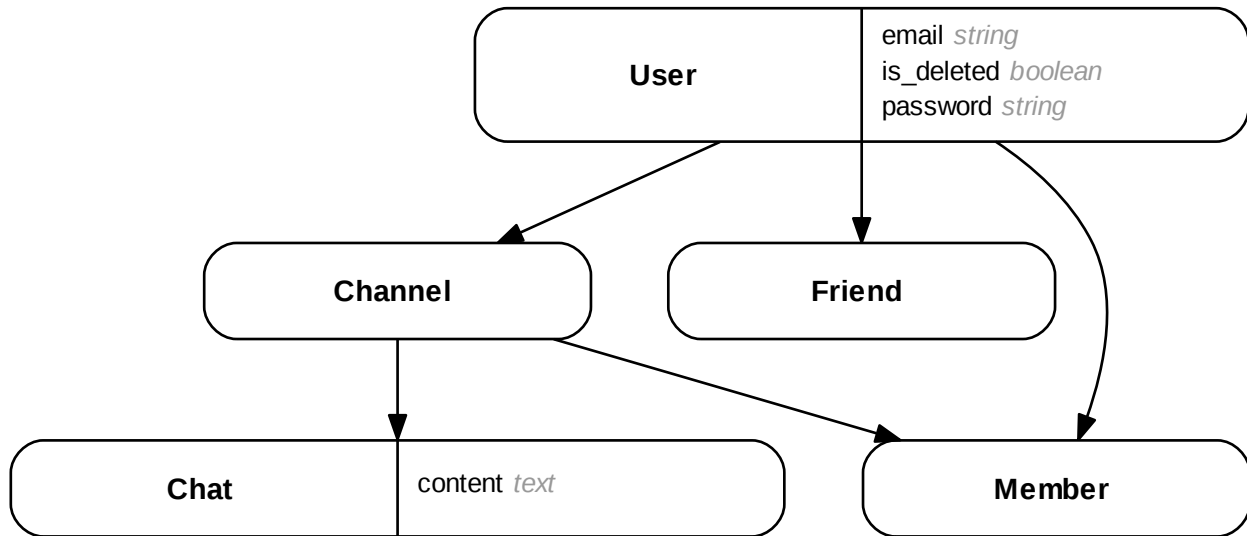 User
email string
is_deleted boolean
password string
Channel
Friend
Chat
content text
Member